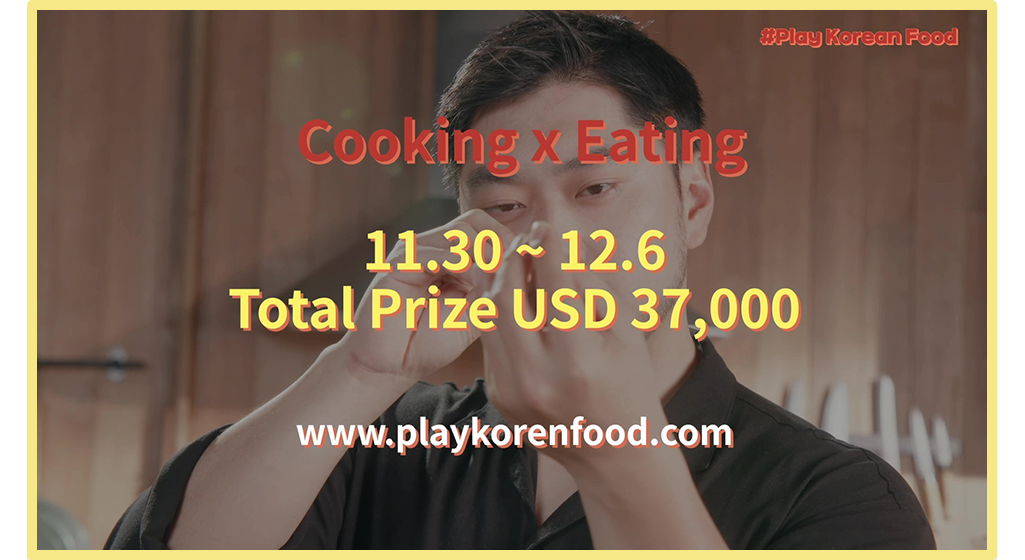 #Play Korean Food
Cooking x Eating
11.30 ~ 12.6
Total Prize USD 37,000
www.playkorenfood.com